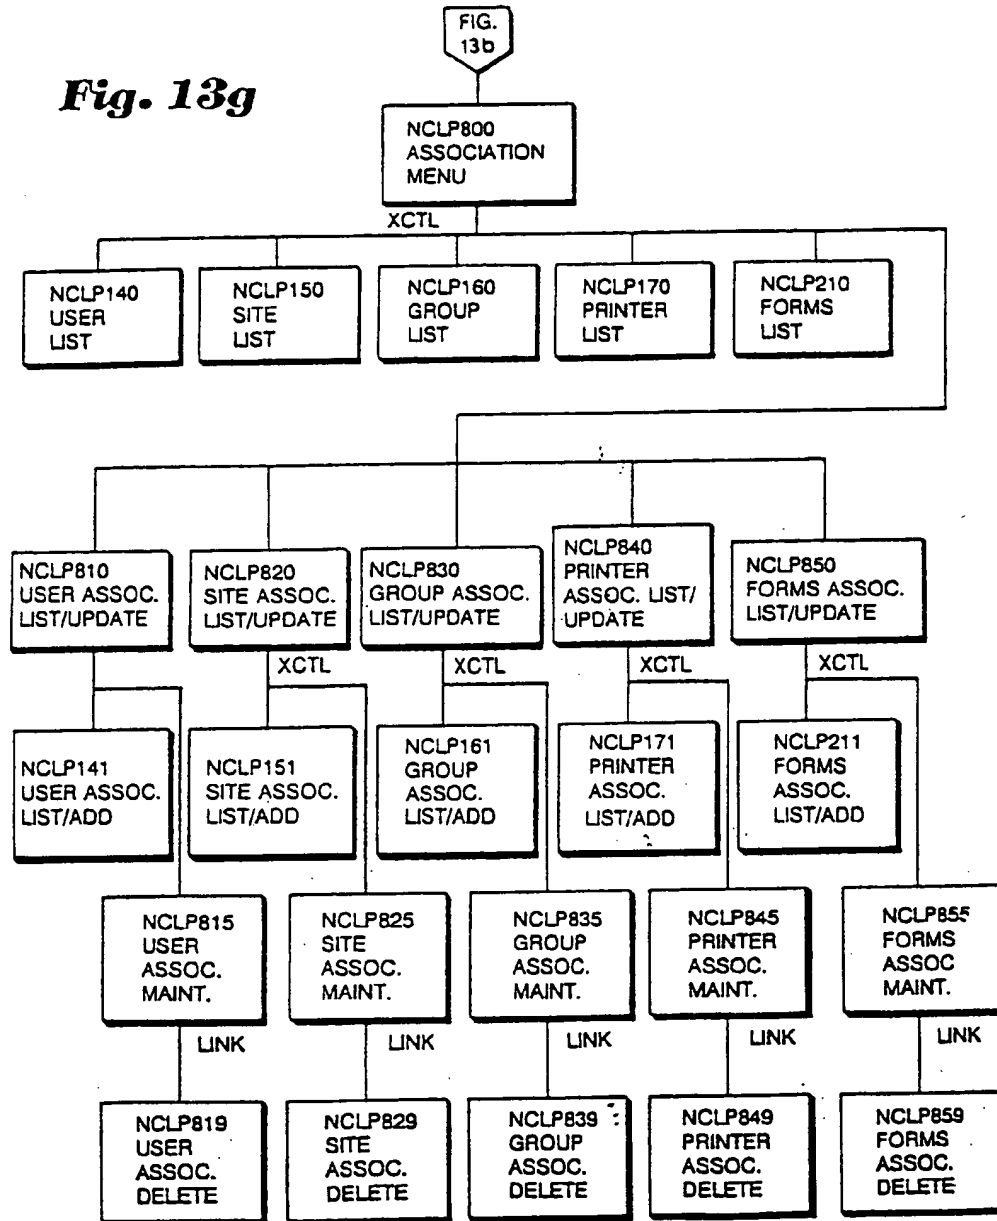 FIG.
13b
Fig. 13g
NCLP800
ASSOCIATION
MENU
XCTL
NCLP140
USER
LIST
NCLP150
SITE
LIST
NCLP160
GROUP
LIST
NCLP170
PRINTER
LIST
NCLP210
FORMS
LIST
NCLP810
USER ASSOC.
LIST/UPDATE
NCLP820
SITE ASSOC.
LIST/UPDATE
NCLP830
GROUP ASSOC.
LIST/UPDATE
NCLP840
PRINTER
ASSOC. LIST/
UPDATE
NCLP850
FORMS ASSOC.
LIST/UPDATE
XCTL
XCTL
XCTL
XCTL
NCLP141
USER ASSOC.
LIST/ADD
NCLP151
SITE ASSOC.
LIST/ADD
NCLP161
GROUP
ASSOC.
LIST/ADD
NCLP171
PRINTER
ASSOC.
LIST/ADD
NCLP211
FORMS
ASSOC.
LIST/ADD
NCLP815
USER
ASSOC.
MAINT.
NCLP825
SITE
ASSOC.
MAINT.
NCLP835
GROUP
ASSOC.
MAINT.
NCLP845
PRINTER
ASSOC.
MAINT.
NCLP855
FORMS
ASSOC
MAINT.
LINK
LINK
LINK
LINK
LINK
NCLP819
USER
ASSOC.
DELETE
NCLP829
SITE
ASSOC.
DELETE
NCLP839
GROUP
ASSOC.
DELETE
NCLP849
PRINTER
ASSOC.
DELETE
NCLP859
FORMS
ASSOC.
DELETE